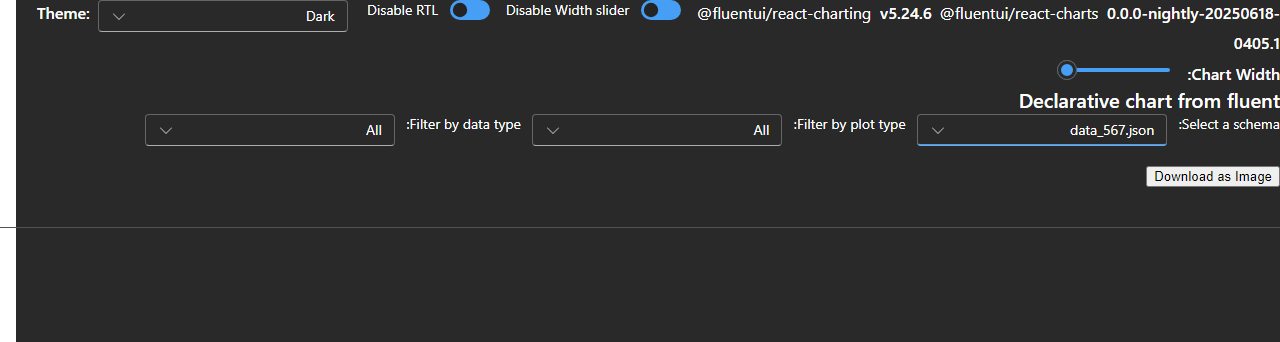 Theme: Dark Disable RTL Disable Width slider @fluentui/react-charting v5.24.6 @fluentui/react-charts 0.0.0-nightly-20250618-
0405.1
:Chart Width
Declarative chart from fluent
:Select a schema data_567.json :Filter by plot type All :Filter by data type All
Download as Image